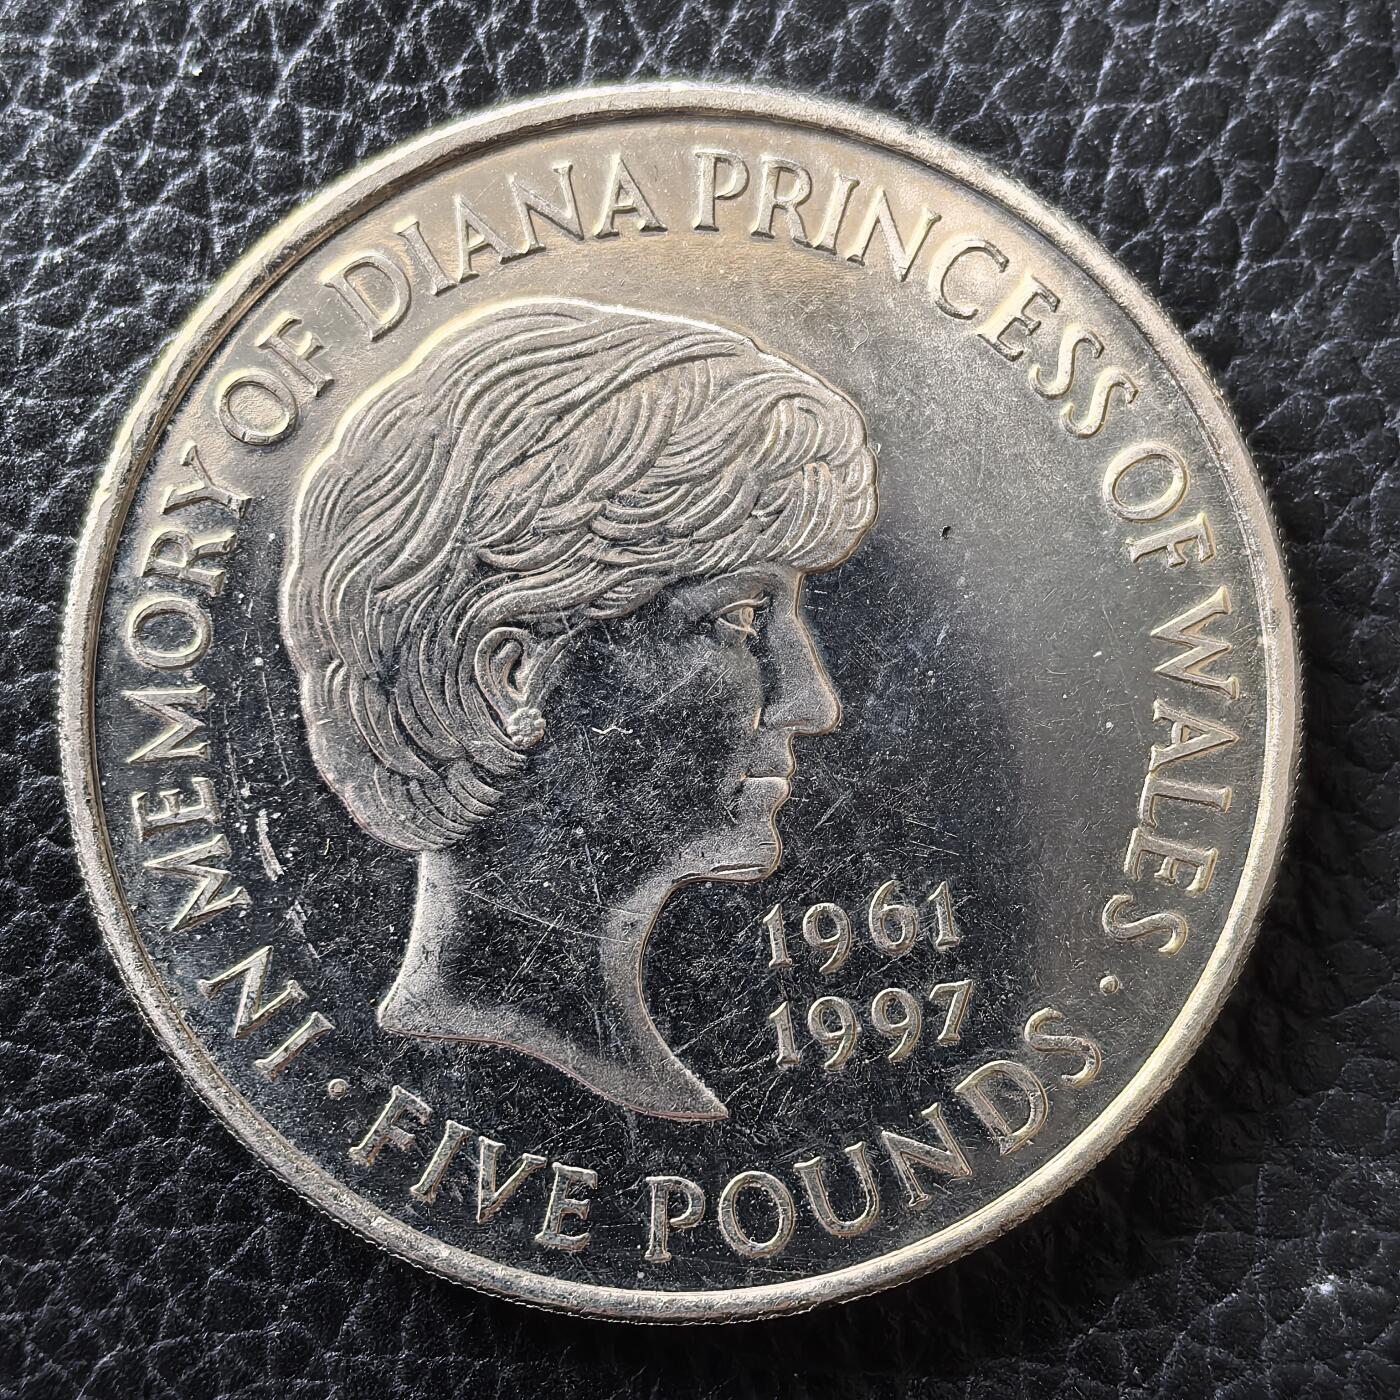 IN MEMORY OF DIANA PRINCESS OF WALES ·
1961
1997
· FIVE POUNDS